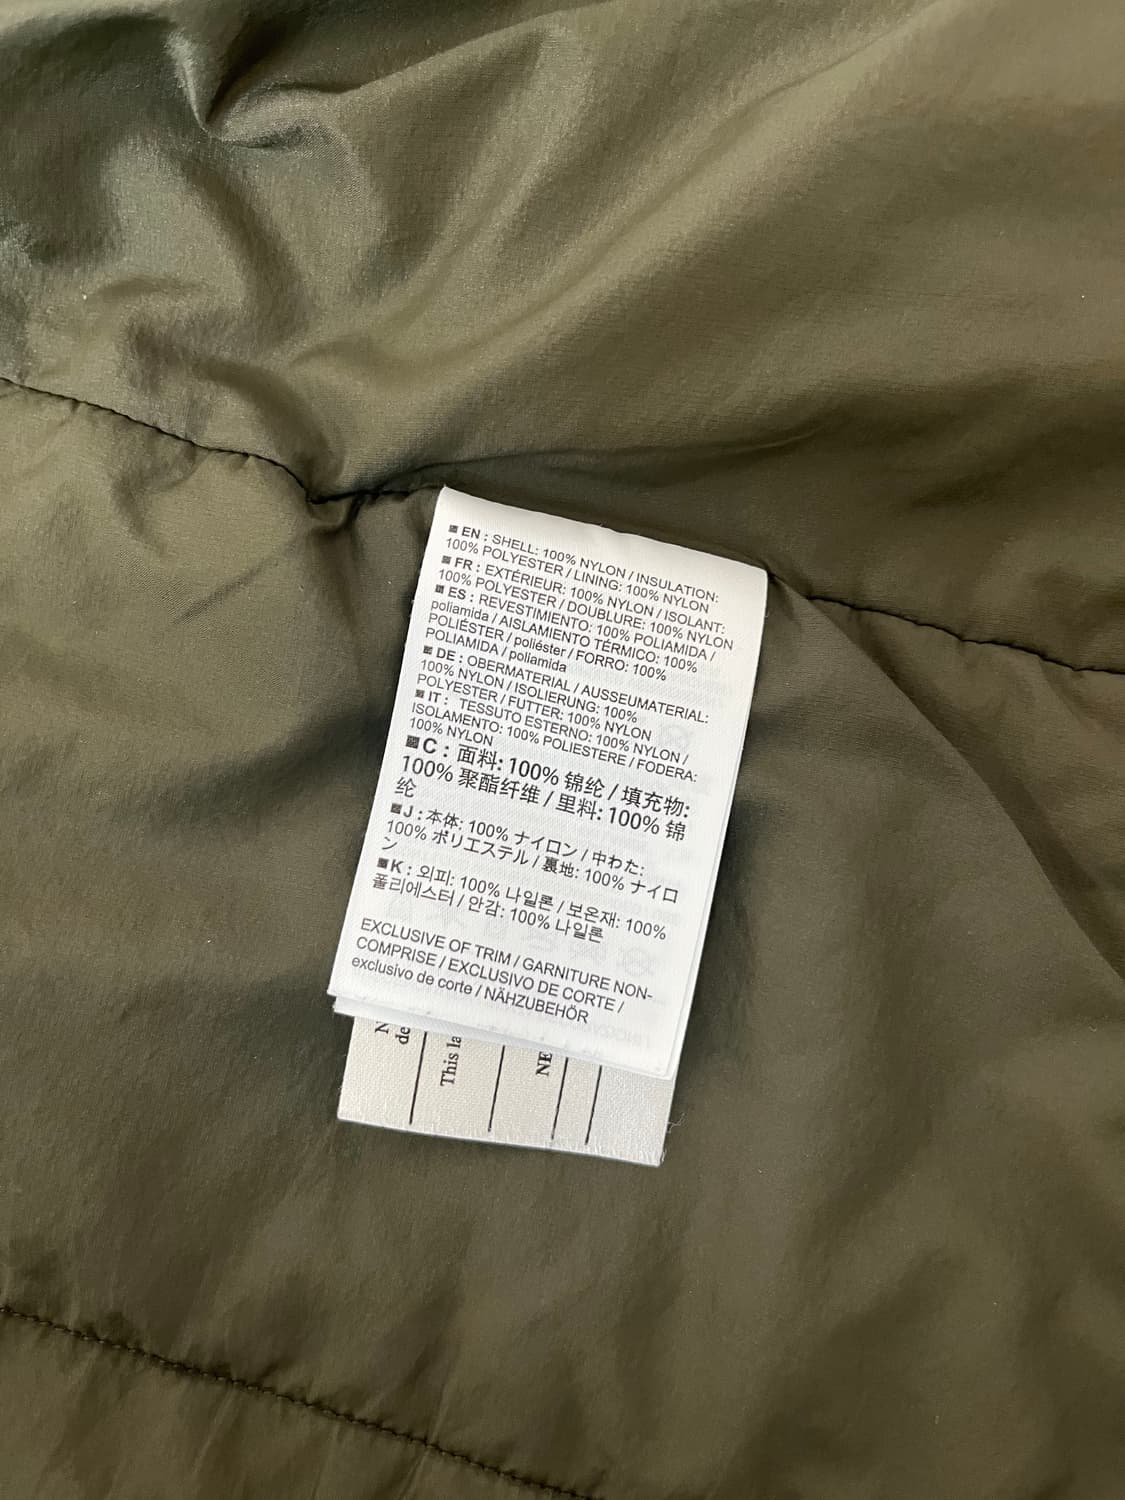 ■ EN : SHELL: 100% NYLON / INSULATION:
100% POLYESTER / LINING: 100% NYLON
■ FR : EXTÉRIEUR: 100% NYLON / ISOLANT:
100% POLYESTER / DOUBLURE: 100% NYLON
■ ES : REVESTIMIENTO: 100% POLIAMIDA /
poliamida / AISLAMIENTO TÉRMICO: 100%
POLIÉSTER / poliéster / FORRO: 100%
POLIAMIDA / poliamida
■ DE : OBERMATERIAL / AUSSEUMATERIAL:
100% NYLON / ISOLIERUNG: 100%
POLYESTER / FUTTER: 100% NYLON
■ IT : TESSUTO ESTERNO: 100% NYLON /
ISOLAMENTO: 100% POLIESTERE / FODERA:
100% NYLON
■ C : 面料: 100% 锦纶 / 填充物:
100% 聚酯纤维 / 里料: 100% 锦
纶
■ J : 本体: 100% ナイロン / 中わた:
100% ポリエステル / 裏地: 100% ナイロ
ン
■ K : 외피: 100% 나일론 / 보온재: 100%
폴리에스터 / 안감: 100% 나일론
EXCLUSIVE OF TRIM / GARNITURE NON-
COMPRISE / EXCLUSIVO DE CORTE /
exclusivo de corte / NÄHZUBEHÖR
de
This la
NE